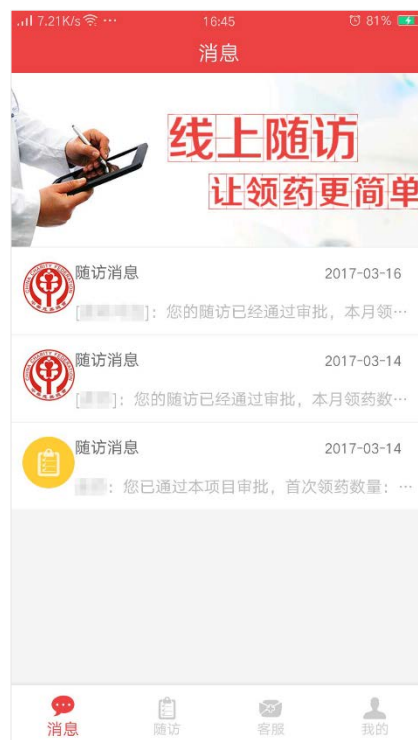 7.21K/s ··· 16:45 81%
消息
线上随访
让领药更简单
随访消息 2017-03-16
]：您的随访已经通过审批，本月领…
随访消息 2017-03-14
[ ]：您的随访已经通过审批，本月领药数…
随访消息 2017-03-14
：您已通过本项目审批，首次领药数量：…
消息 随访 客服 我的